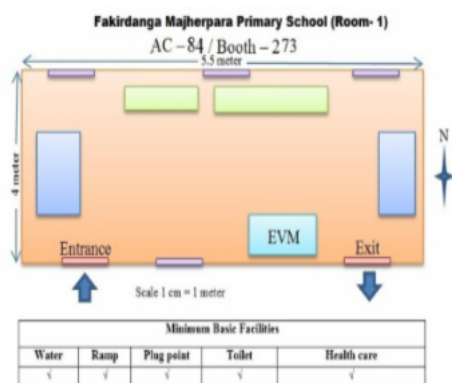 Fakirdanga Majherpara Primary School (Room- 1)
AC – 84 / Booth – 273
5.5 meter
4 meter
N
EVM
Entrance
Exit
Scale 1 cm = 1 meter
Minimum Basic Facilities
Water Ramp Plug point Toilet Health care
√ √ √ √ √